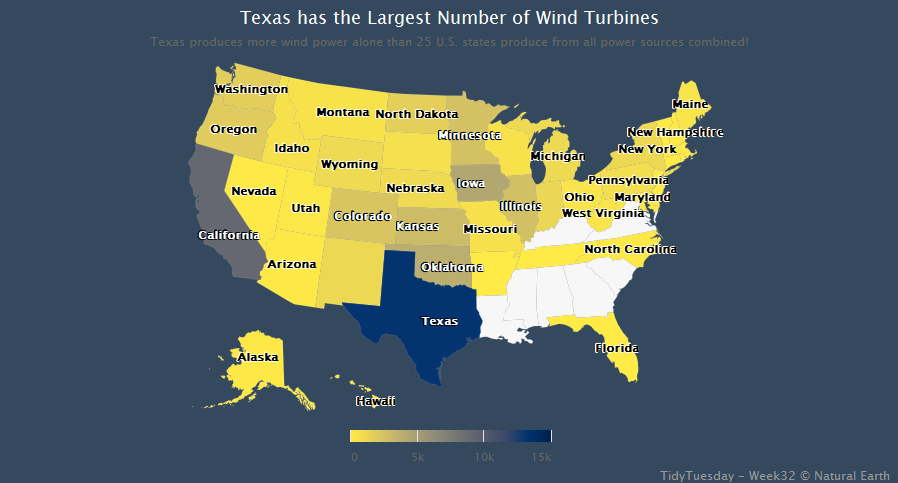 Texas has the Largest Number of Wind Turbines
Texas produces more wind power alone than 25 U.S. states produce from all power sources combined!
Washington
Maine
Montana
North Dakota
Oregon
Minnesota
New Hampshire
Idaho
New York
Michigan
Wyoming
Pennsylvania
Iowa
Nebraska
Nevada
Ohio
Maryland
Utah
Illinois
West Virginia
Colorado
Kansas
Missouri
California
North Carolina
Arizona
Oklahoma
Texas
Florida
Alaska
Hawaii
0 5k 10k 15k
TidyTuesday - Week32 © Natural Earth